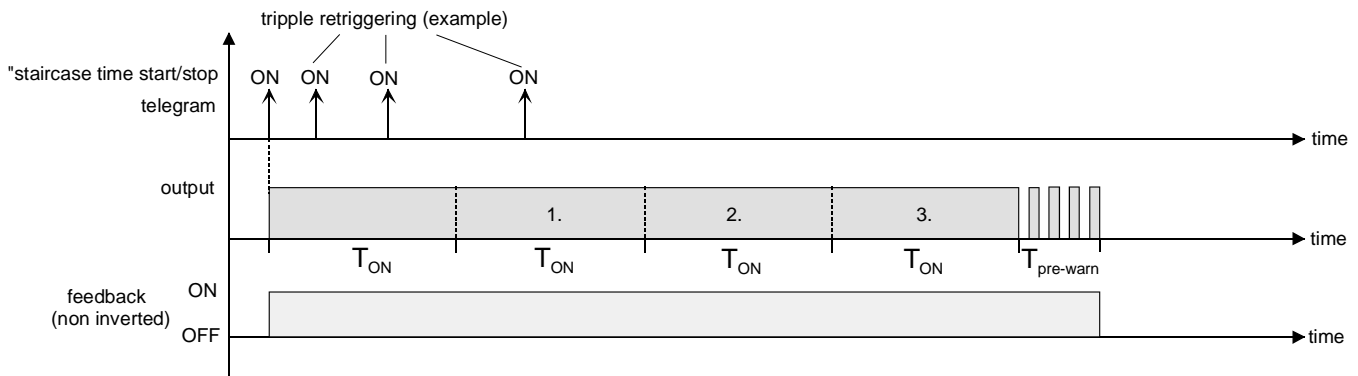 tripple retriggering (example)
"staircase time start/stop
telegram
ON ON ON ON
time
output
1. 2. 3.
time
TON TON TON TON Tpre-warn
feedback
(non inverted)
ON
OFF
time